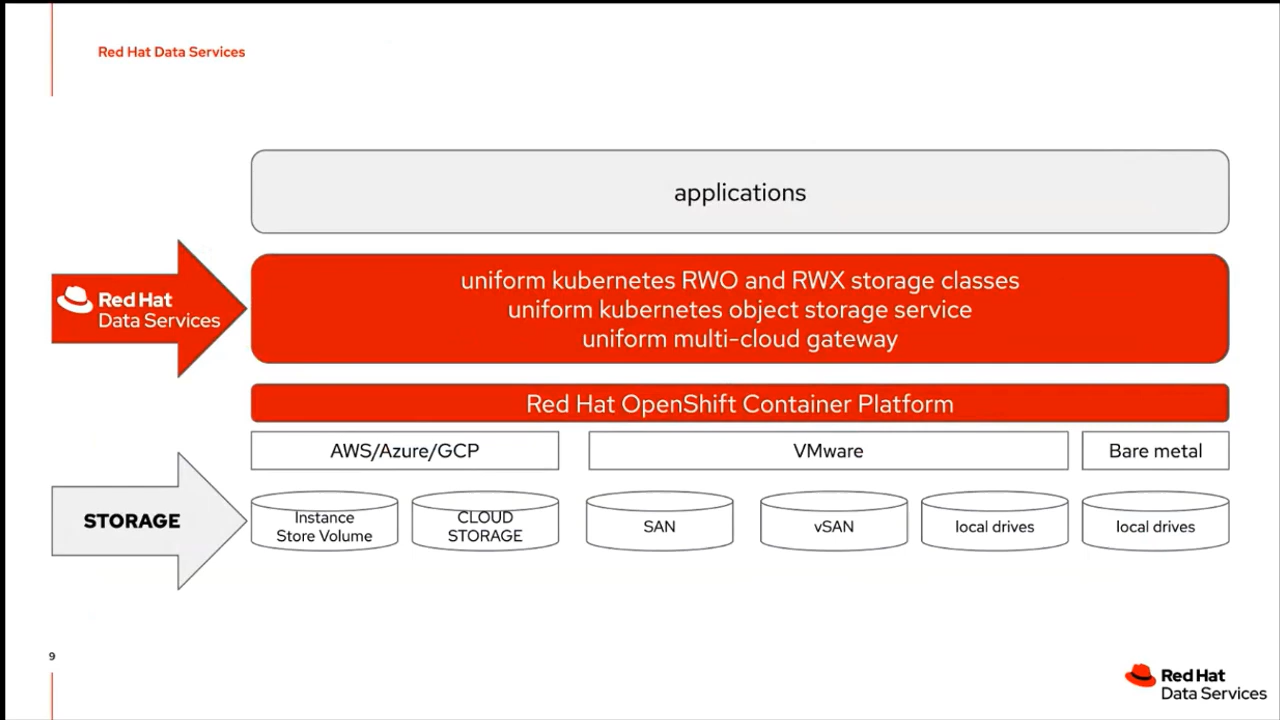 Red Hat Data Services
applications
Red Hat
Data Services
uniform kubernetes RWO and RWX storage classes
uniform kubernetes object storage service
uniform multi-cloud gateway
Red Hat OpenShift Container Platform
AWS/Azure/GCP
VMware
Bare metal
STORAGE
Instance
Store Volume
CLOUD
STORAGE
SAN
vSAN
local drives
local drives
9
Red Hat
Data Services